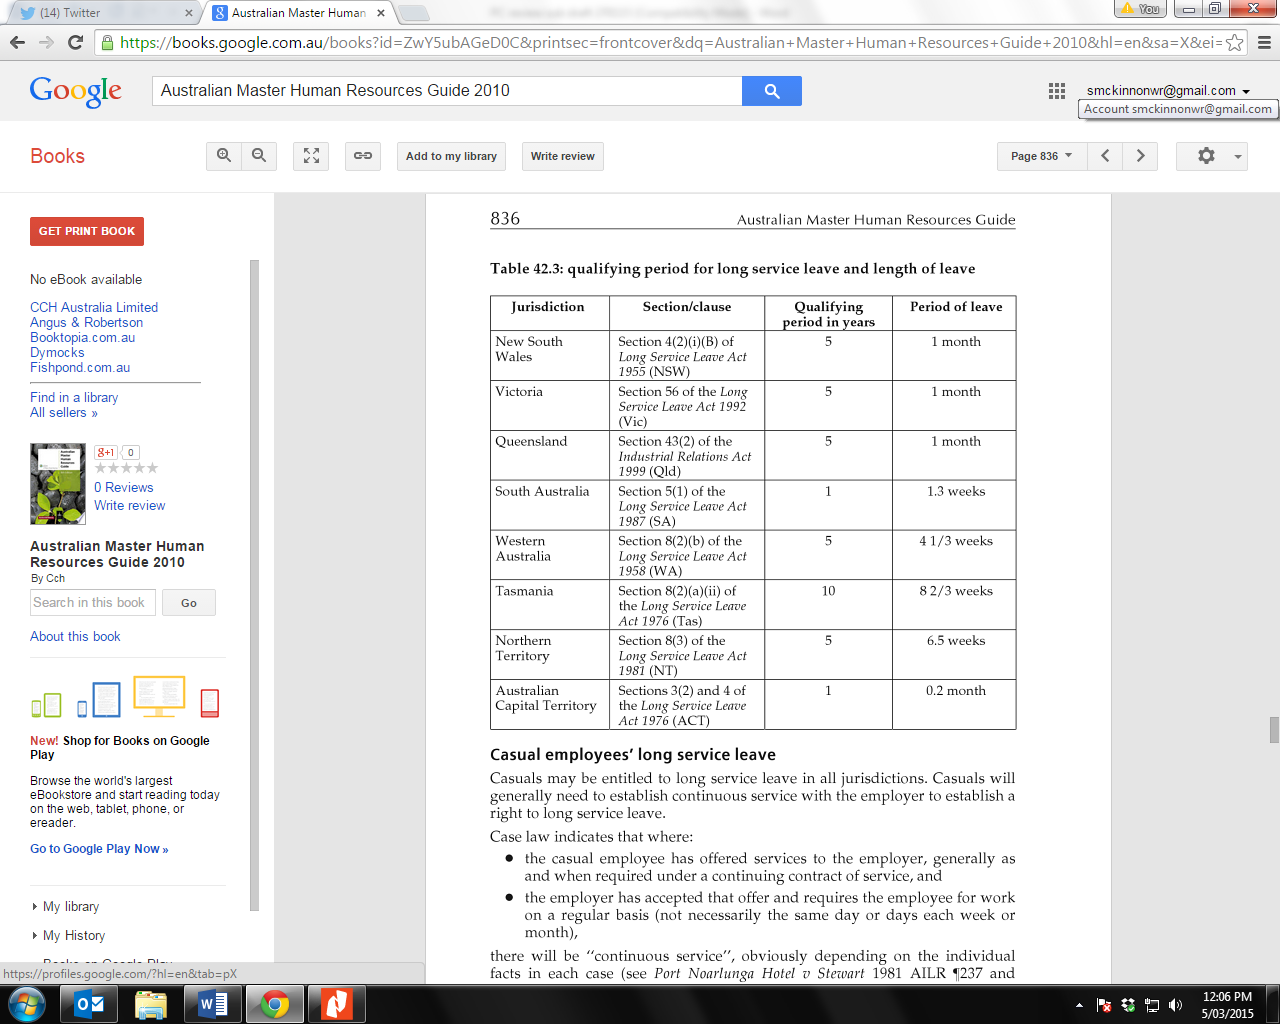 (14) Twitter
Australian Master Human
You
https://books.google.com.au/books?id=ZwY5ubAGeD0C&printsec=frontcover&dq=Australian+Master+Human+Resources+Guide+2010&hl=en&sa=X&ei=
Google
Australian Master Human Resources Guide 2010
smckinnonwr@gmail.com
Account smckinnonwr@gmail.com
Books
Add to my library
Write review
Page 836
GET PRINT BOOK
No eBook available
CCH Australia Limited
Angus & Robertson
Booktopia.com.au
Dymocks
Fishpond.com.au
Find in a library
All sellers »
g+1 0
0 Reviews
Write review
Australian Master Human
Resources Guide 2010
By Cch
Search in this book
Go
About this book
New! Shop for Books on Google
Play
Browse the world's largest
eBookstore and start reading today
on the web, tablet, phone, or
ereader.
Go to Google Play Now »
My library
My History
Books on Google Play
https://profiles.google.com/?hl=en&tab=pX
836 Australian Master Human Resources Guide
Table 42.3: qualifying period for long service leave and length of leave
Jurisdiction Section/clause Qualifying Period of leave
period in years
New South Section 4(2)(i)(B) of 5 1 month
Wales Long Service Leave Act
1955 (NSW)
Victoria Section 56 of the Long 5 1 month
Service Leave Act 1992
(Vic)
Queensland Section 43(2) of the 5 1 month
Industrial Relations Act
1999 (Qld)
South Australia Section 5(1) of the 1 1.3 weeks
Long Service Leave Act
1987 (SA)
Western Section 8(2)(b) of the 5 4 1/3 weeks
Australia Long Service Leave Act
1958 (WA)
Tasmania Section 8(2)(a)(ii) of 10 8 2/3 weeks
the Long Service Leave
Act 1976 (Tas)
Northern Section 8(3) of the 5 6.5 weeks
Territory Long Service Leave Act
1981 (NT)
Australian Sections 3(2) and 4 of 1 0.2 month
Capital Territory the Long Service Leave
Act 1976 (ACT)
Casual employees' long service leave
Casuals may be entitled to long service leave in all jurisdictions. Casuals will
generally need to establish continuous service with the employer to establish a
right to long service leave.
Case law indicates that where:
● the casual employee has offered services to the employer, generally as
and when required under a continuing contract of service, and
● the employer has accepted that offer and requires the employee for work
on a regular basis (not necessarily the same day or days each week or
month),
there will be "continuous service", obviously depending on the individual
facts in each case (see Port Noarlunga Hotel v Stewart 1981 AILR ¶237 and
12:06 PM
5/03/2015